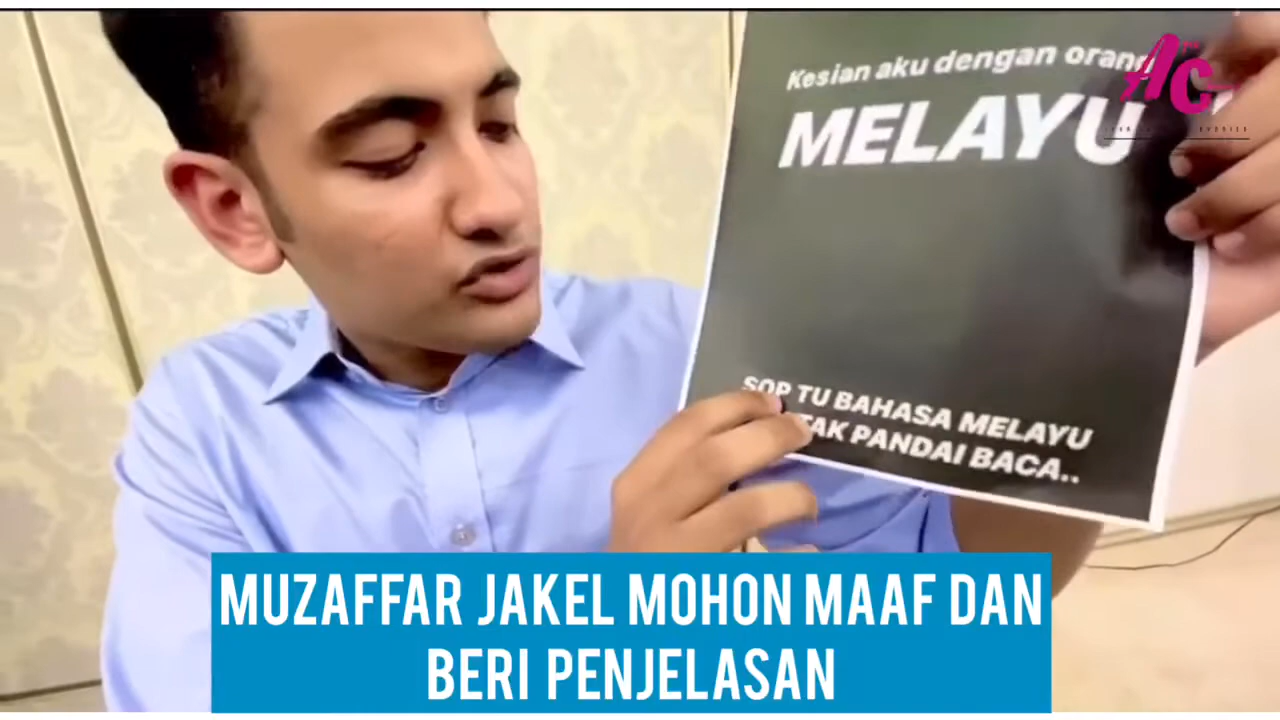 Kesian aku dengan orang
MELAYU
AC
SOP TU BAHASA MELAYU
TAK PANDAI BACA..
MUZAFFAR JAKEL MOHON MAAF DAN
BERI PENJELASAN